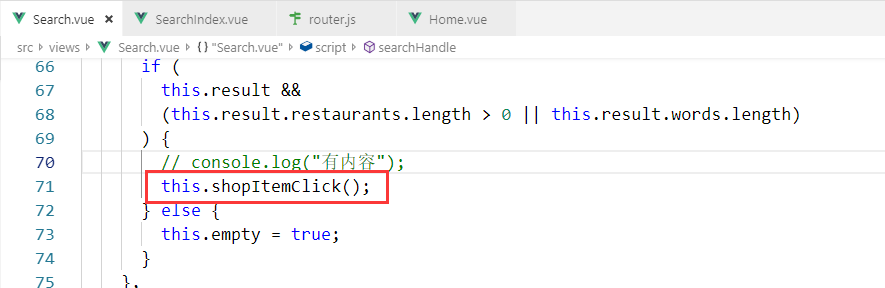 Search.vue × SearchIndex.vue router.js Home.vue
src > views > Search.vue > {} "Search.vue" > script > searchHandle
66 if (
67 this.result &&
68 (this.result.restaurants.length > 0 || this.result.words.length)
69 ) {
70 // console.log("有内容");
71 this.shopItemClick();
72 } else {
73 this.empty = true;
74 }
75 },